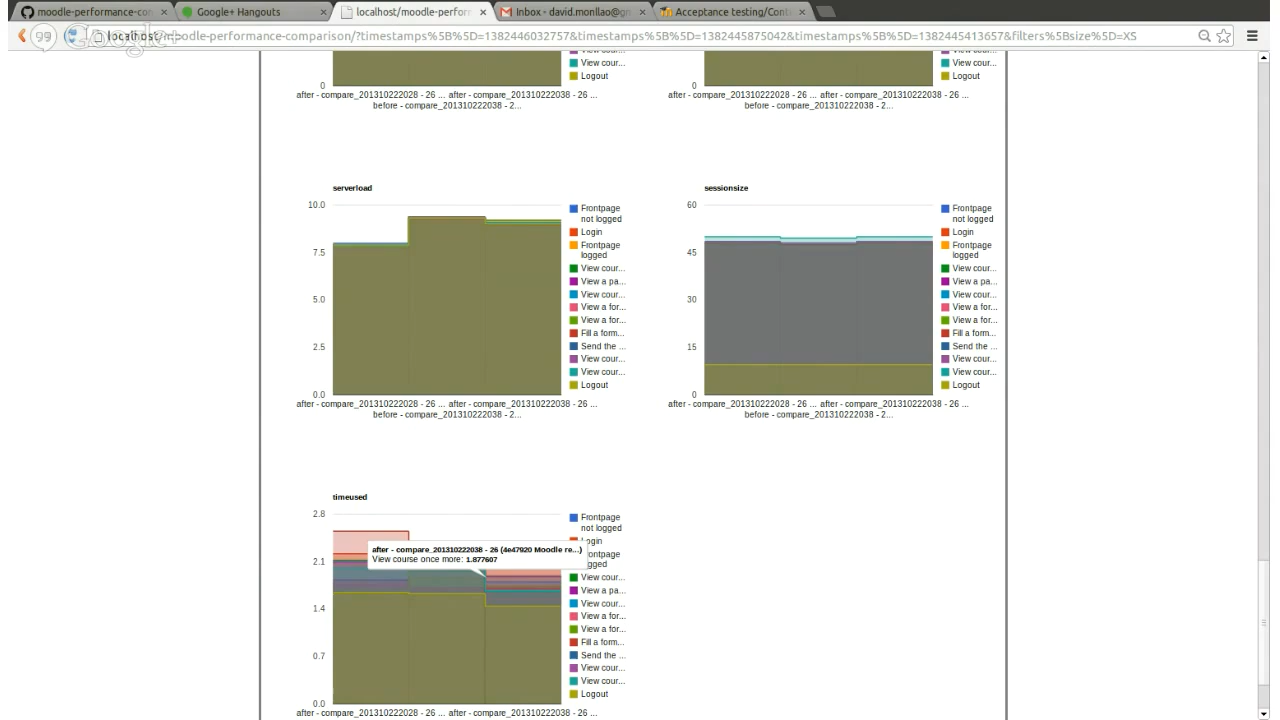 moodle-performance-co
Google+ Hangouts
localhost/moodle-perfor
Inbox - david.monllao@g
Acceptance testing/Cont
Google+
localhost/moodle-performance-comparison/?timestamps%5B%5D=1382446032757&timestamps%5B%5D=1382445875042&timestamps%5B%5D=1382445413657&filters%5Bsize%5D=XS
View cour...
Logout
0
after - compare_201310222028 - 26 ... after - compare_201310222038 - 26 ...
before - compare_201310222038 - 2...
View cour...
Logout
0
after - compare_201310222028 - 26 ... after - compare_201310222038 - 26 ...
before - compare_201310222038 - 2...
serverload
10.0
7.5
5.0
2.5
0.0
Frontpage
not logged
Login
Frontpage
logged
View cour...
View a pa...
View cour...
View a for...
View a for...
Fill a form...
Send the ...
View cour...
View cour...
Logout
after - compare_201310222028 - 26 ... after - compare_201310222038 - 26 ...
before - compare_201310222038 - 2...
sessionsize
60
45
30
15
0
Frontpage
not logged
Login
Frontpage
logged
View cour...
View a pa...
View cour...
View a for...
View a for...
Fill a form...
Send the ...
View cour...
View cour...
Logout
after - compare_201310222028 - 26 ... after - compare_201310222038 - 26 ...
before - compare_201310222038 - 2...
timeused
2.8
2.1
1.4
0.7
0.0
after - compare_201310222038 - 26 (4e47920 Moodle re...)
View course once more: 1.877607
Frontpage
not logged
Login
ontpage
gged
View cour...
View a pa...
View cour...
View a for...
View a for...
Fill a form...
Send the ...
View cour...
View cour...
Logout
after - compare_201310222028 - 26 ... after - compare_201310222038 - 26 ...